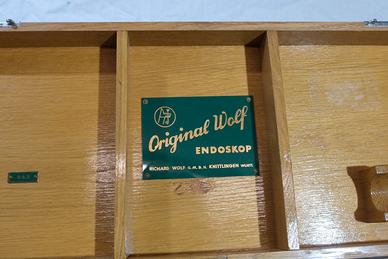 Original Wolf
ENDOSKOP
RICHARD WOLF G.M.B.H. KNITTLINGEN WURTT.